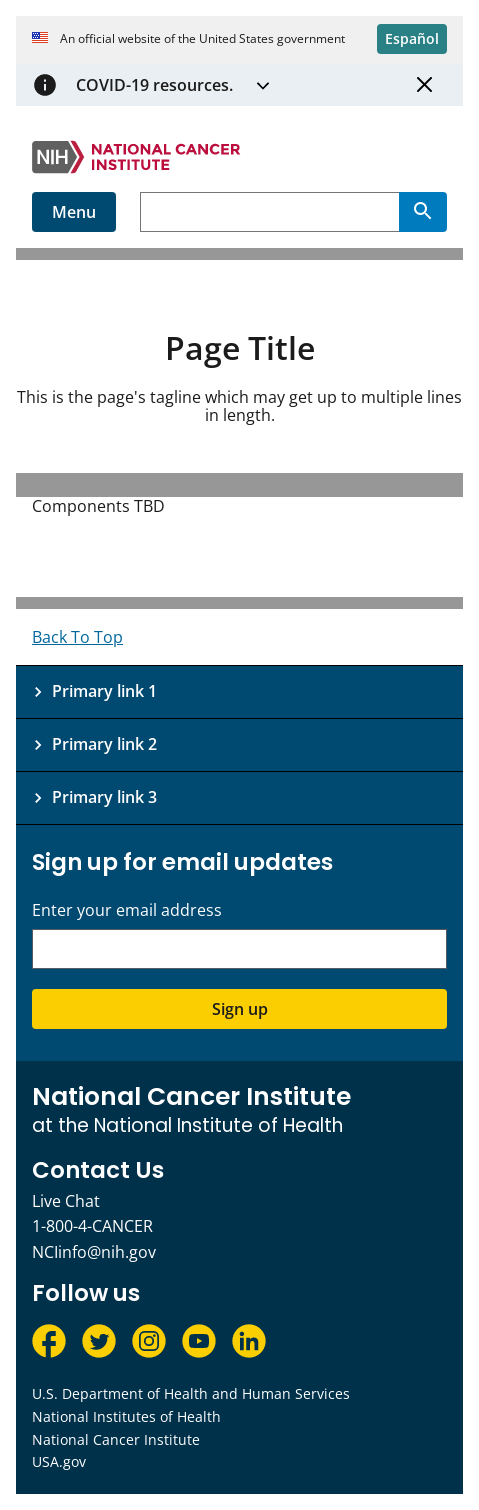 An official website of the United States government
Español
COVID-19 resources.
NIH
NATIONAL CANCER
INSTITUTE
Menu
Page Title
This is the page's tagline which may get up to multiple lines
in length.
Components TBD
Back To Top
Primary link 1
Primary link 2
Primary link 3
Sign up for email updates
Enter your email address
Sign up
National Cancer Institute
at the National Institute of Health
Contact Us
Live Chat
1-800-4-CANCER
NCIinfo@nih.gov
Follow us
U.S. Department of Health and Human Services
National Institutes of Health
National Cancer Institute
USA.gov